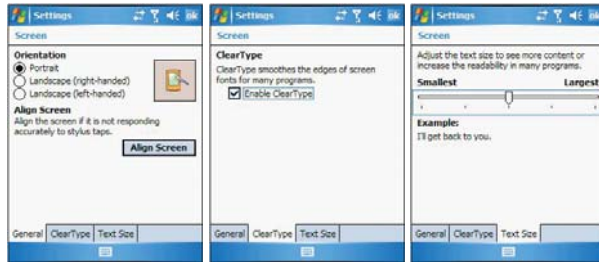 Settings
ok
Screen
Orientation
Portrait
Landscape (right-handed)
Landscape (left-handed)
Align Screen
Align the screen if it is not responding
accurately to stylus taps.
Align Screen
General ClearType Text Size
Settings
ok
Screen
ClearType
ClearType smoothes the edges of screen
fonts for many programs.
Enable ClearType
General ClearType Text Size
Settings
ok
Screen
Adjust the text size to see more content or
increase the readability in many programs.
Smallest Largest
Example:
I'll get back to you.
General ClearType Text Size